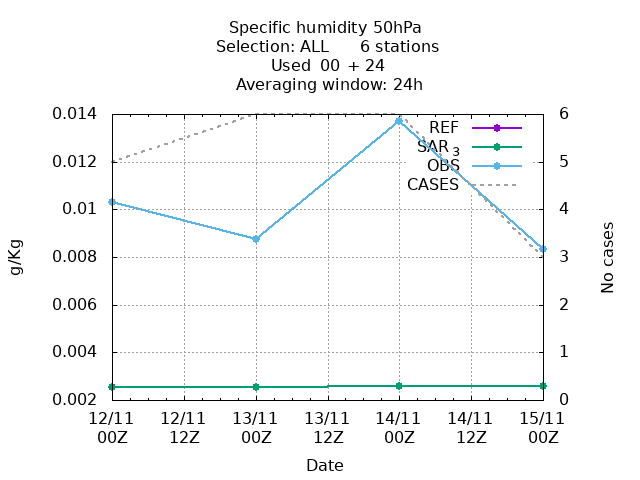 Specific humidity 50hPa
Selection: ALL 6 stations
Used 00 + 24
Averaging window: 24h
0.014
0.012
0.01
0.008
0.006
0.004
0.002
g/Kg
REF
SAR 3
OBS
CASES
6
5
4
3
2
1
0
No cases
12/11 12/11 13/11 13/11 14/11 14/11 15/11
00Z 12Z 00Z 12Z 00Z 12Z 00Z
Date